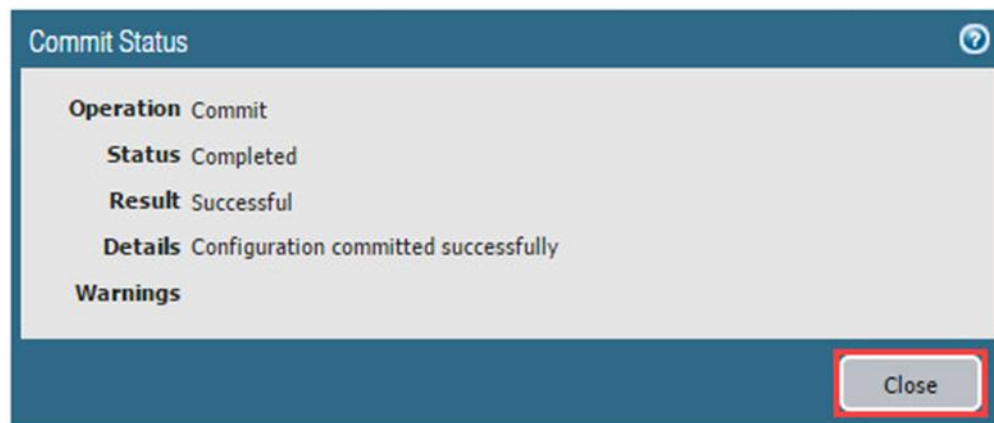 Commit Status
?
Operation Commit
Status Completed
Result Successful
Details Configuration committed successfully
Warnings
Close